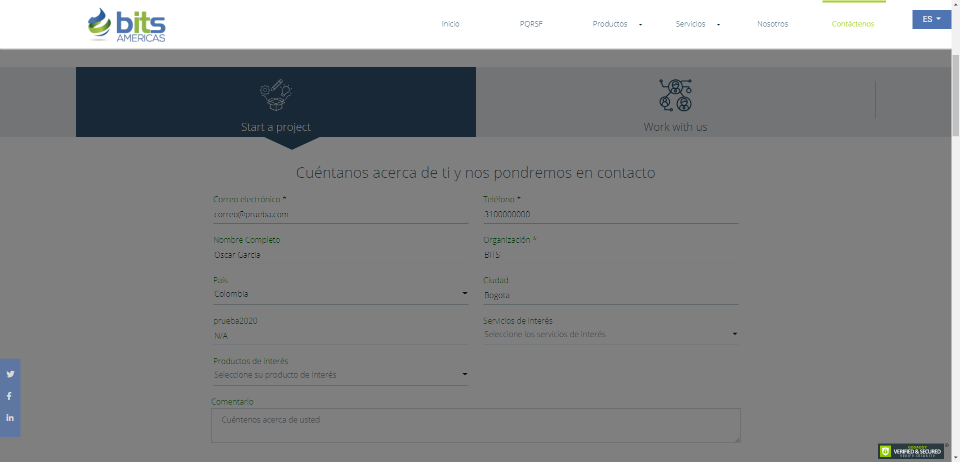 bits
AMERICAS
Inicio
PQRSF
Productos
Servicios
Nosotros
Contáctenos
ES
Start a project
Work with us
Cuéntanos acerca de ti y nos pondremos en contacto
Correo electrónico *
correo@prueba.com
Teléfono *
3100000000
Nombre Completo
Oscar García
Organización *
BITS
País
Colombia
Ciudad
Bogota
prueba2020
N/A
Servicios de Interés
Seleccione los servicios de interés
Productos de Interés
Seleccione su producto de interés
Comentario
Cuéntenos acerca de usted
VERIFIED & SECURED